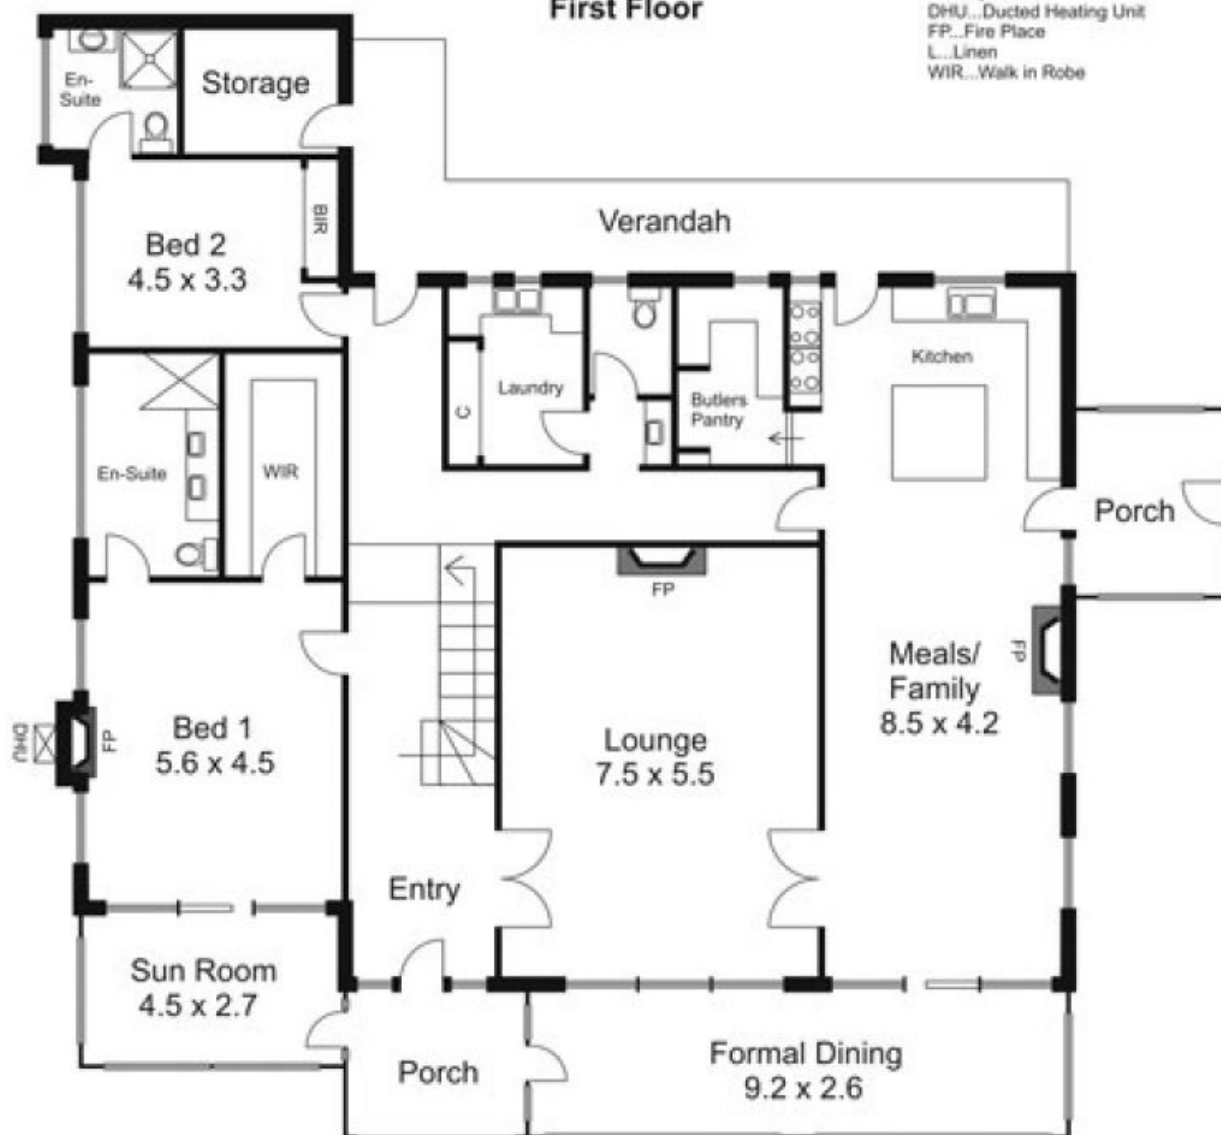 First Floor
DHU...Ducted Heating Unit
FP...Fire Place
L...Linen
WIR...Walk in Robe
En-
Suite
Storage
Verandah
BIR
Bed 2
4.5 x 3.3
Kitchen
Laundry
C
Butlers
Pantry
En-Suite
WIR
Porch
FP
Meals/
Family
8.5 x 4.2
FP
DHU
FP
Bed 1
5.6 x 4.5
Lounge
7.5 x 5.5
Entry
Sun Room
4.5 x 2.7
Porch
Formal Dining
9.2 x 2.6